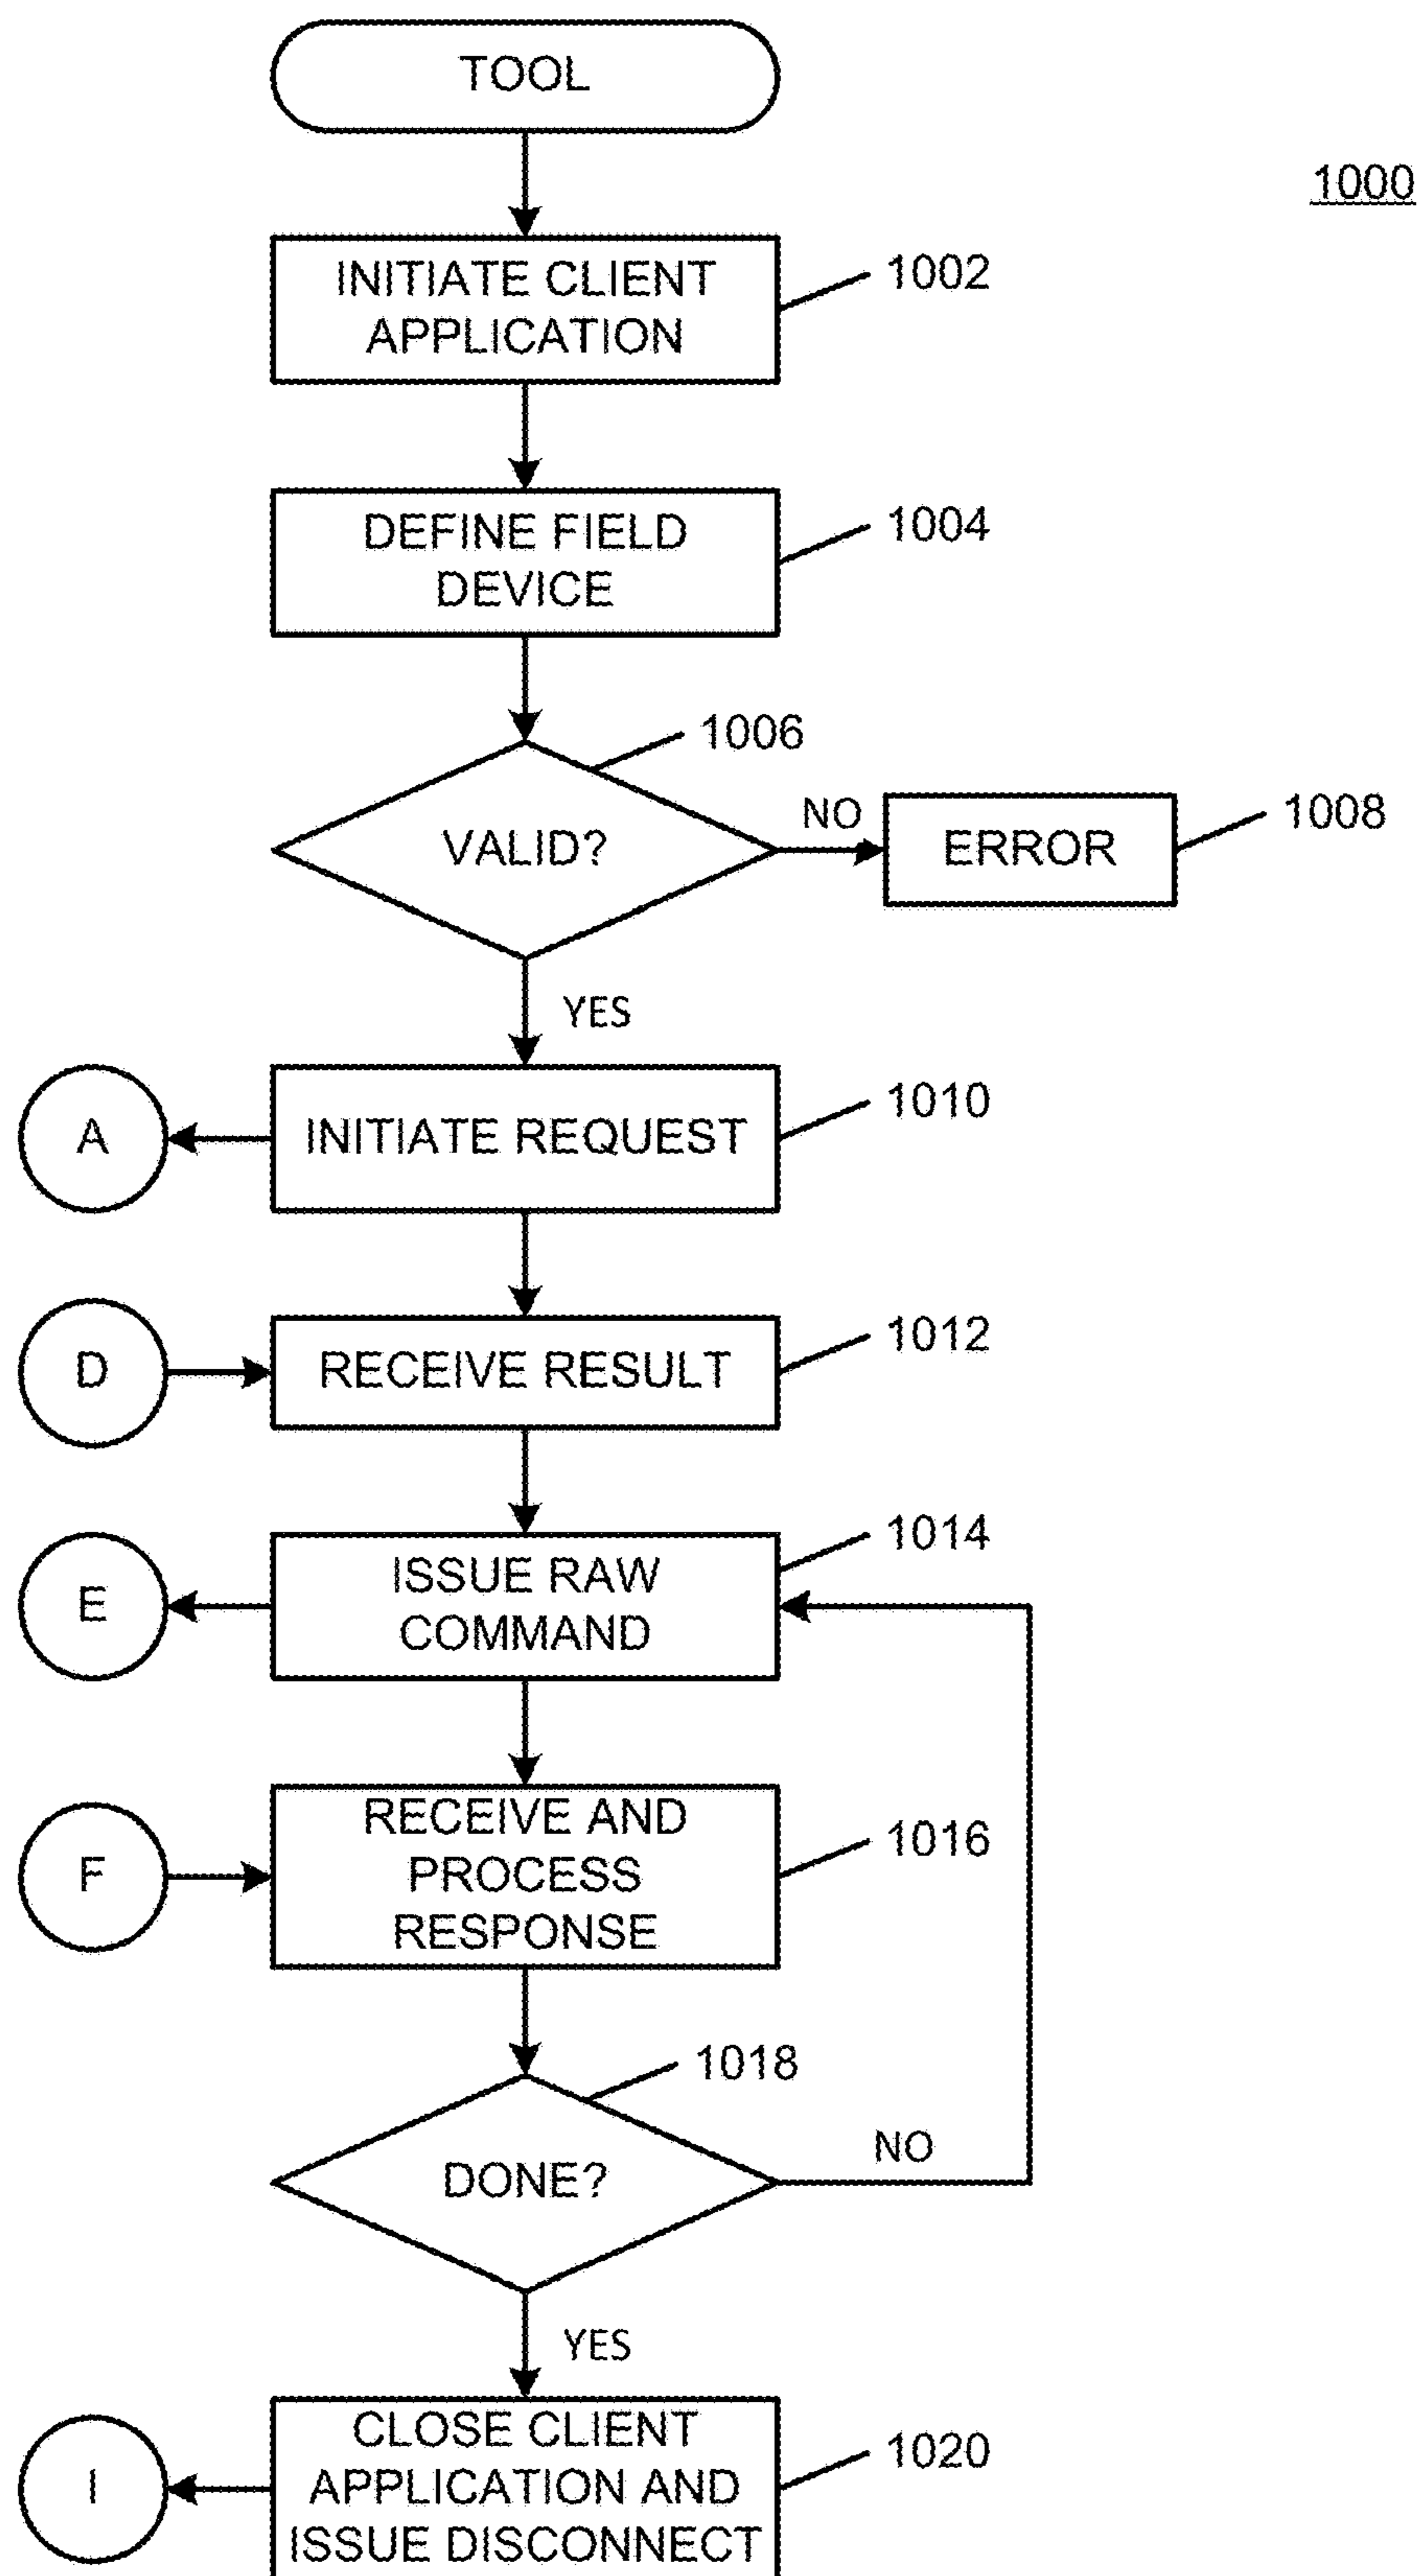 TOOL
1000
INITIATE CLIENT
APPLICATION
1002
DEFINE FIELD
DEVICE
1004
1006
VALID?
NO
ERROR
1008
YES
A
INITIATE REQUEST
1010
D
RECEIVE RESULT
1012
E
ISSUE RAW
COMMAND
1014
F
RECEIVE AND
PROCESS
RESPONSE
1016
1018
DONE?
NO
YES
I
CLOSE CLIENT
APPLICATION AND
ISSUE DISCONNECT
1020